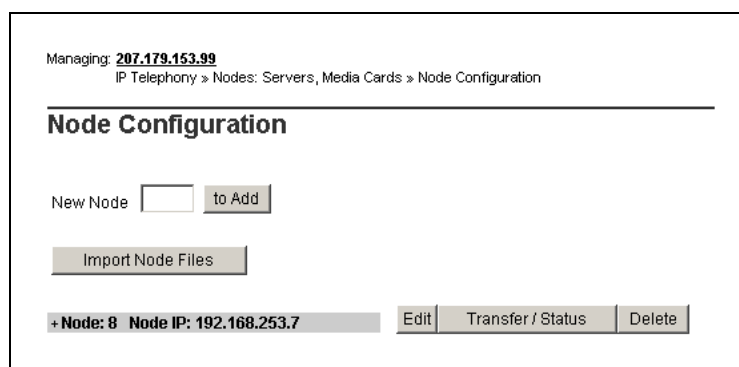 Managing: 207.179.153.99
IP Telephony » Nodes: Servers, Media Cards » Node Configuration
Node Configuration
New Node to Add
Import Node Files
+ Node: 8 Node IP: 192.168.253.7 Edit Transfer / Status Delete